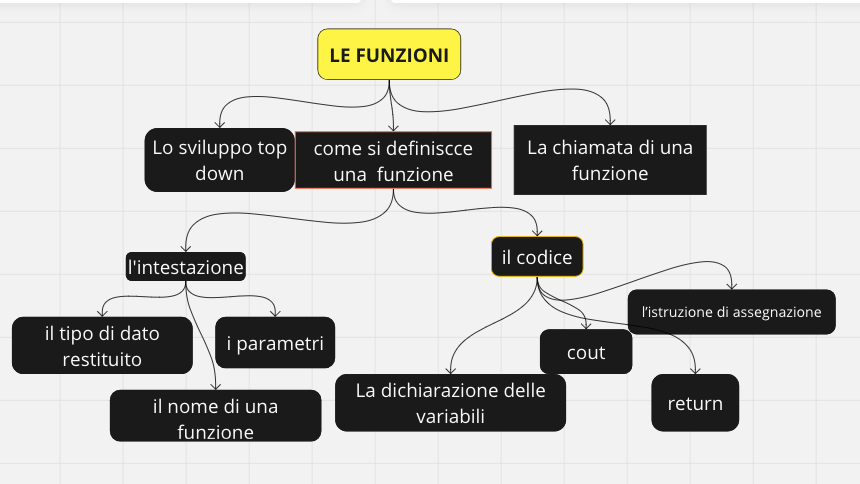 LE FUNZIONI
Lo sviluppo top
down
come si definiscce
una  funzione
La chiamata di una
funzione
l'intestazione
il codice
il tipo di dato
restituito
i parametri
il nome di una
funzione
l’istruzione di assegnazione
cout
La dichiarazione delle
variabili
return